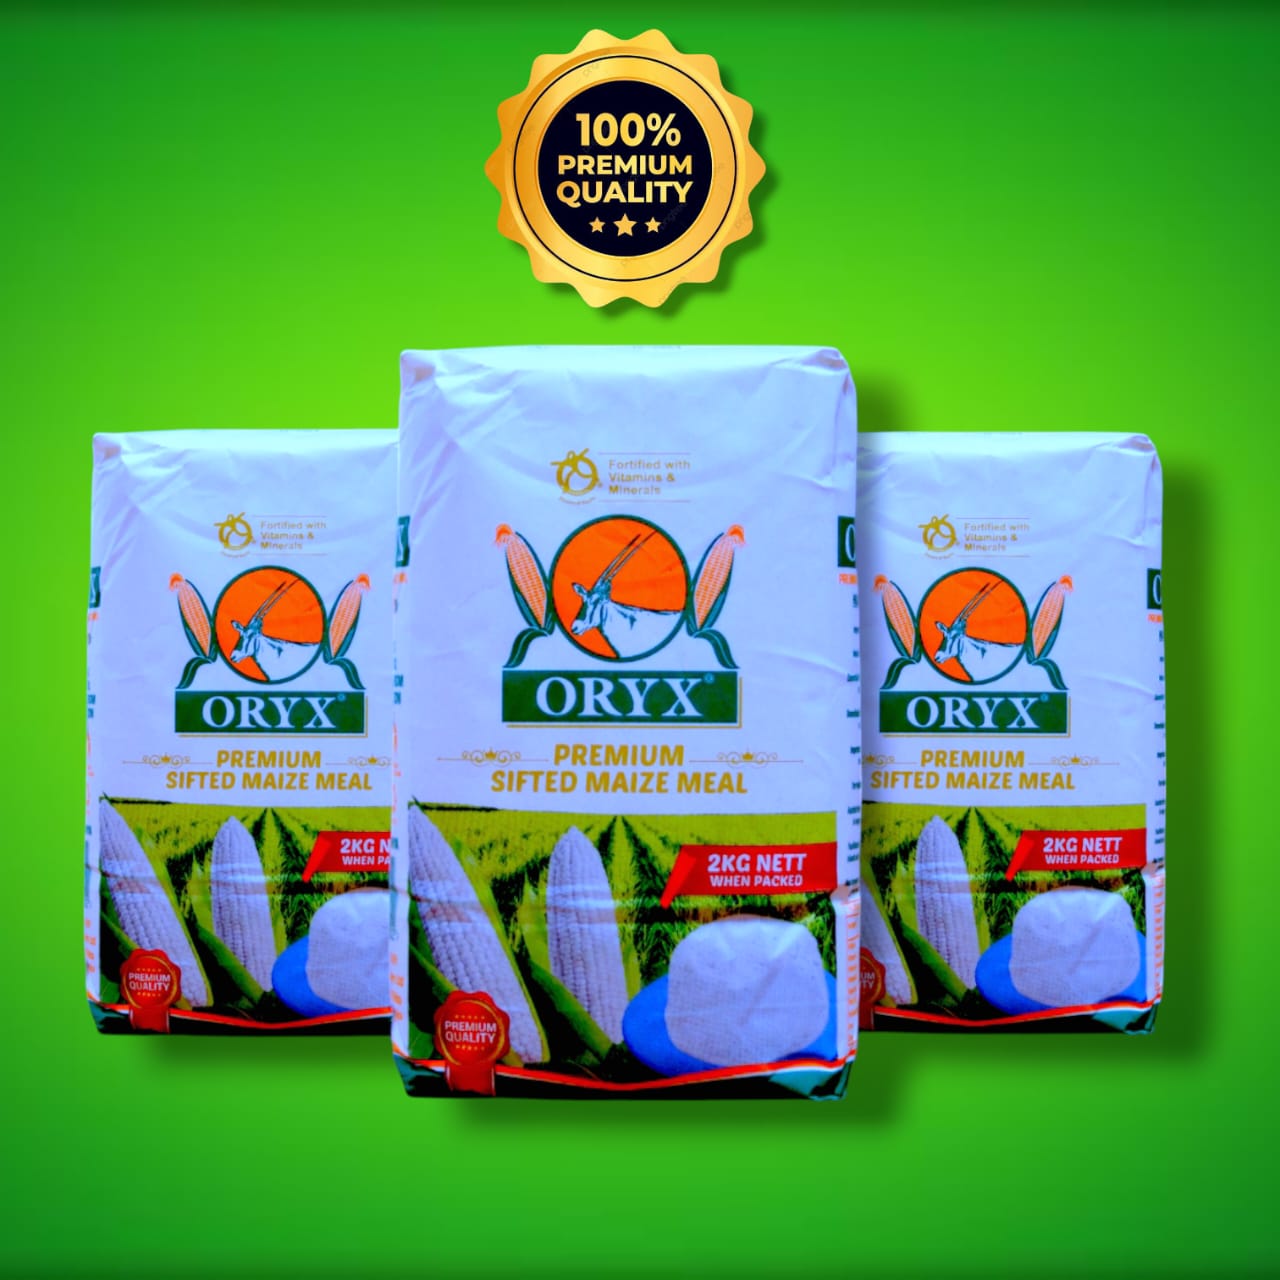 100%
PREMIUM
QUALITY
Fortified with
Vitamins &
Minerals
ORYX®
PREMIUM
SIFTED MAIZE MEAL
2KG N
WHEN PA
PREMIUM
QUALITY
Fortified with
Vitamins &
Minerals
ORYX®
PREMIUM
SIFTED MAIZE MEAL
2KG NETT
WHEN PACKED
PREMIUM
QUALITY
Fortified with
Vitamins &
Minerals
ORYX®
PREMIUM
SIFTED MAIZE MEAL
2KG NETT
WHEN PACKED